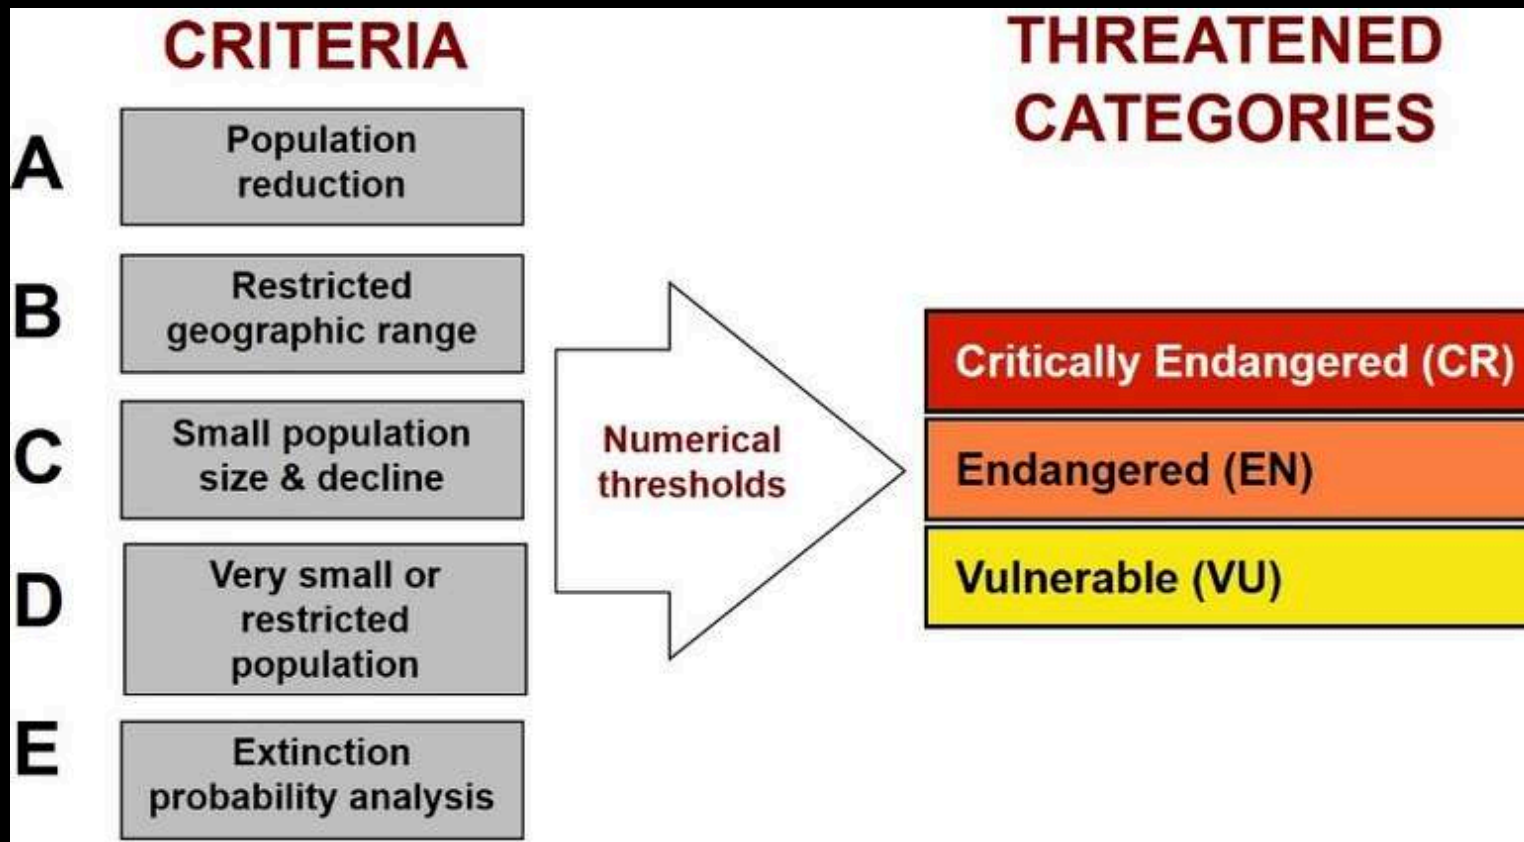 CRITERIA
THREATENED
CATEGORIES
A
Population
reduction
B
Restricted
geographic range
C
Small population
size & decline
D
Very small or
restricted
population
E
Extinction
probability analysis
Numerical
thresholds
Critically Endangered (CR)
Endangered (EN)
Vulnerable (VU)